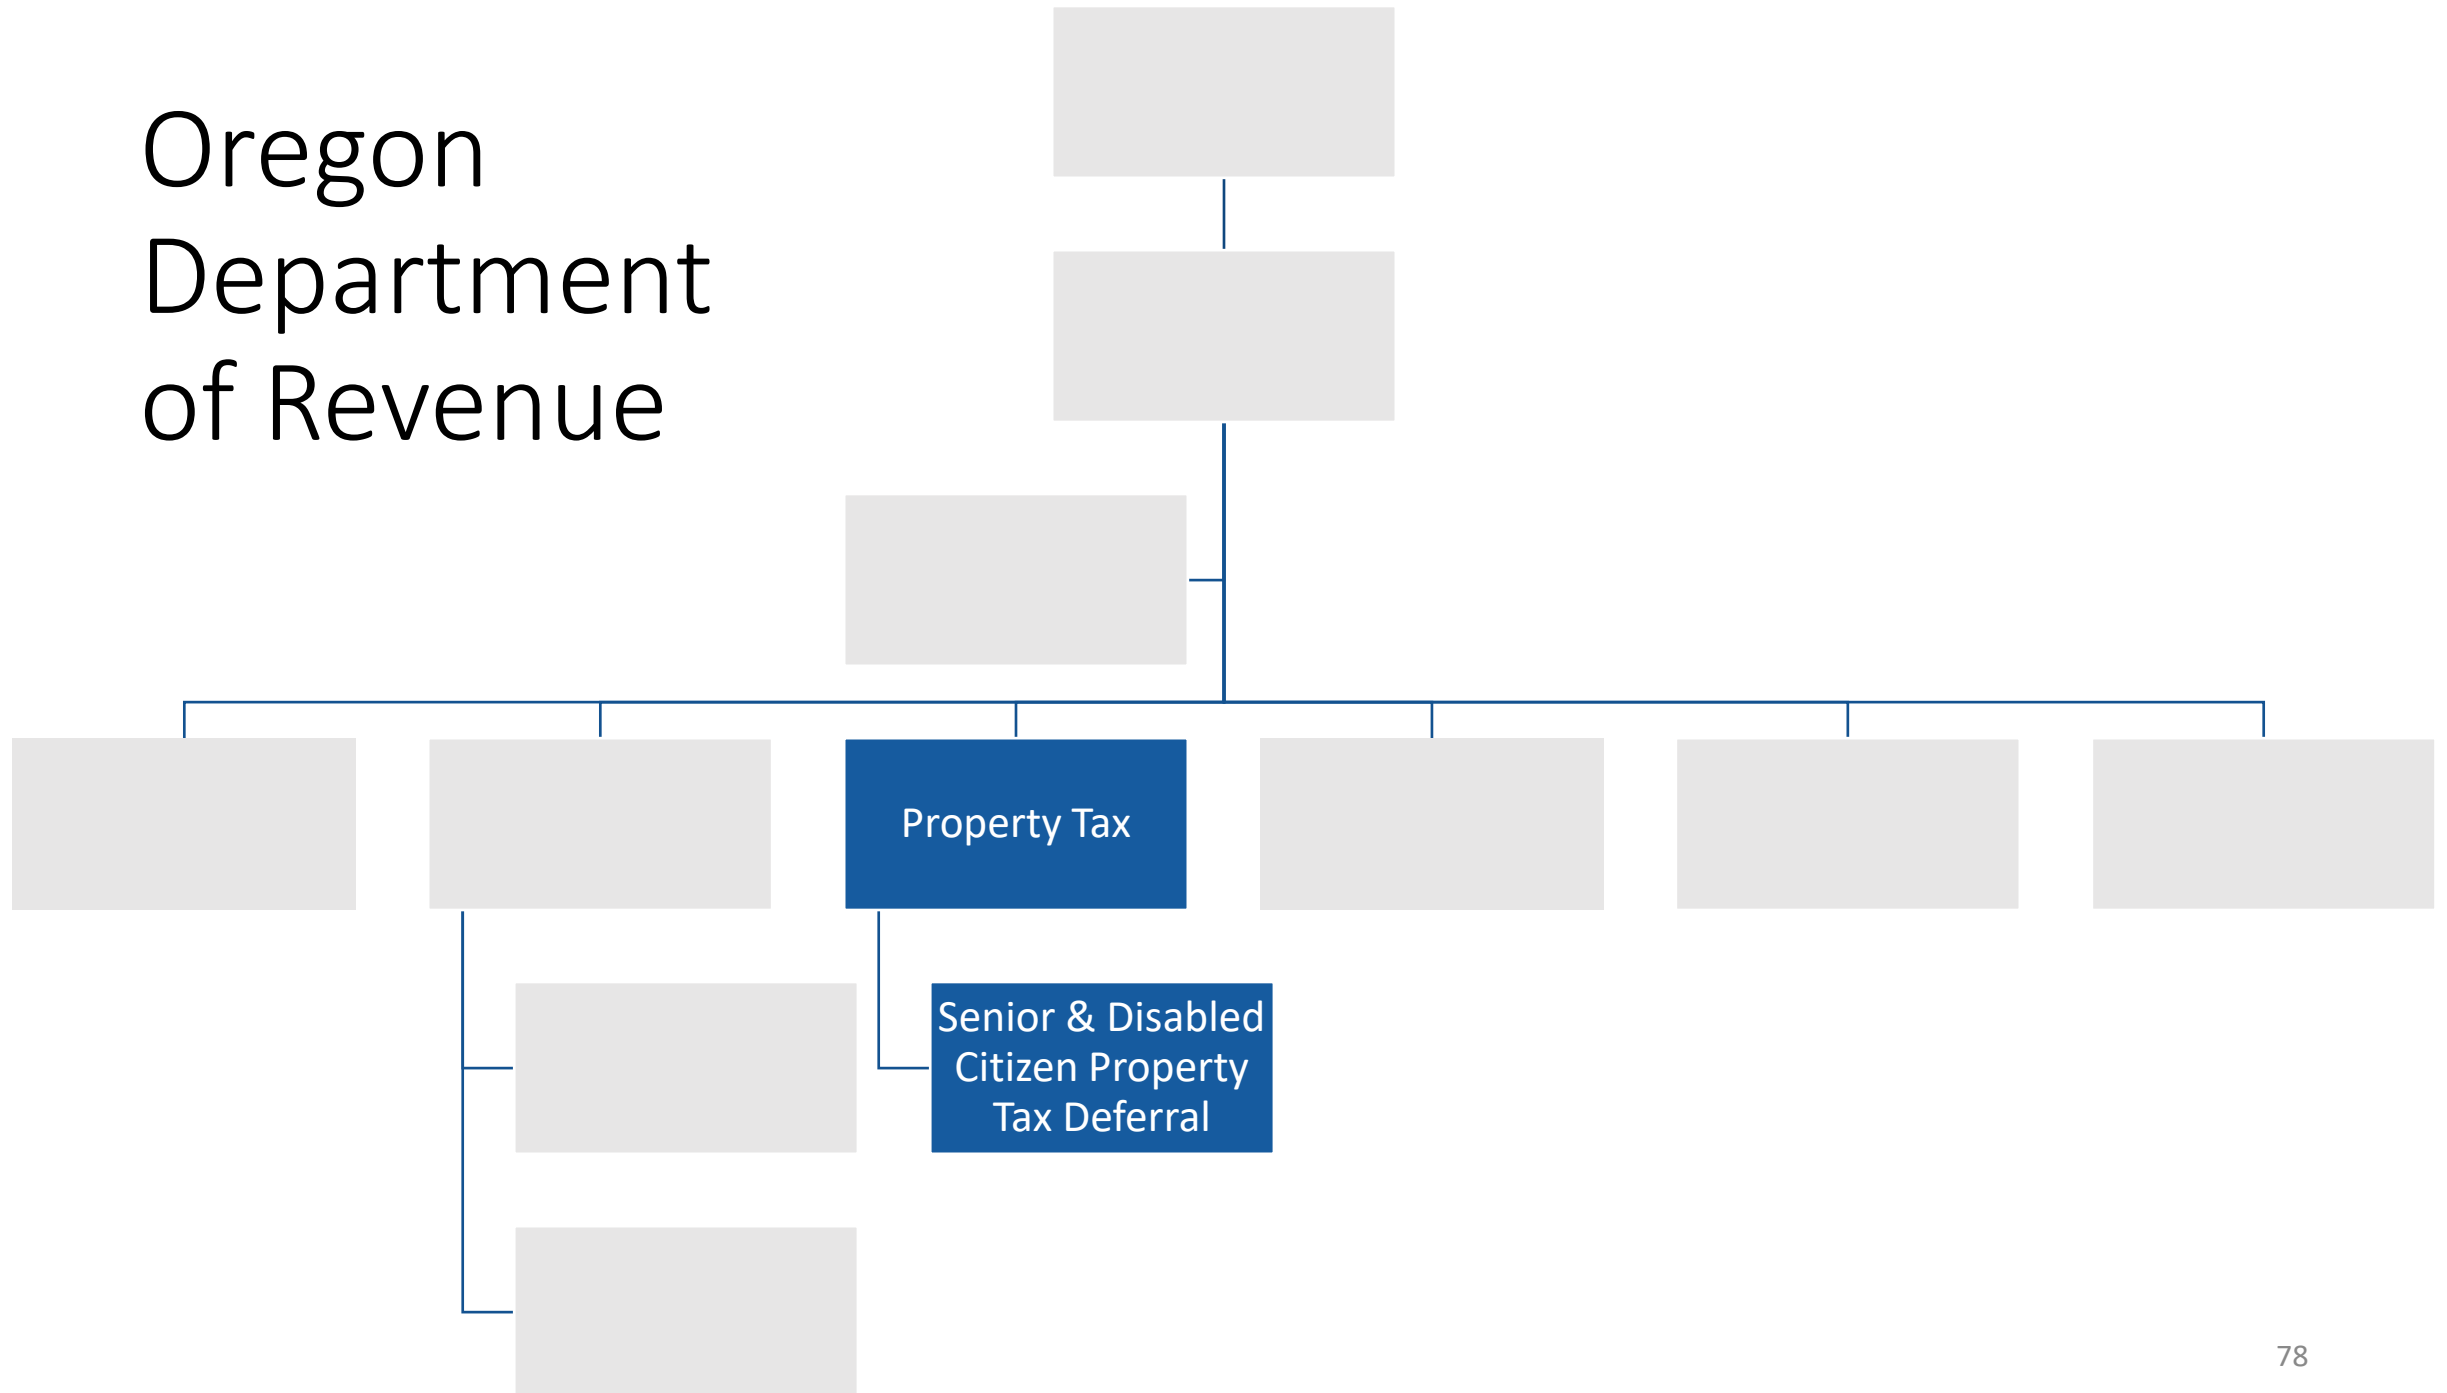 Oregon
Department
of Revenue
Property Tax
Senior & Disabled
Citizen Property
Tax Deferral
78